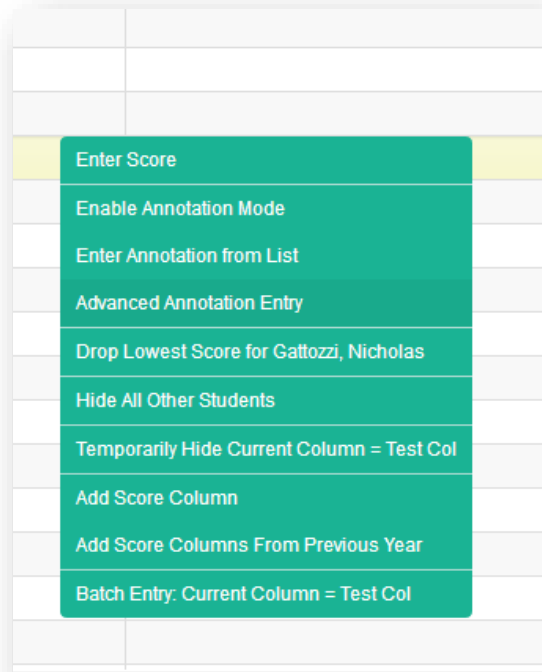 Enter Score
Enable Annotation Mode
Enter Annotation from List
Advanced Annotation Entry
Drop Lowest Score for Gattozzi, Nicholas
Hide All Other Students
Temporarily Hide Current Column = Test Col
Add Score Column
Add Score Columns From Previous Year
Batch Entry: Current Column = Test Col